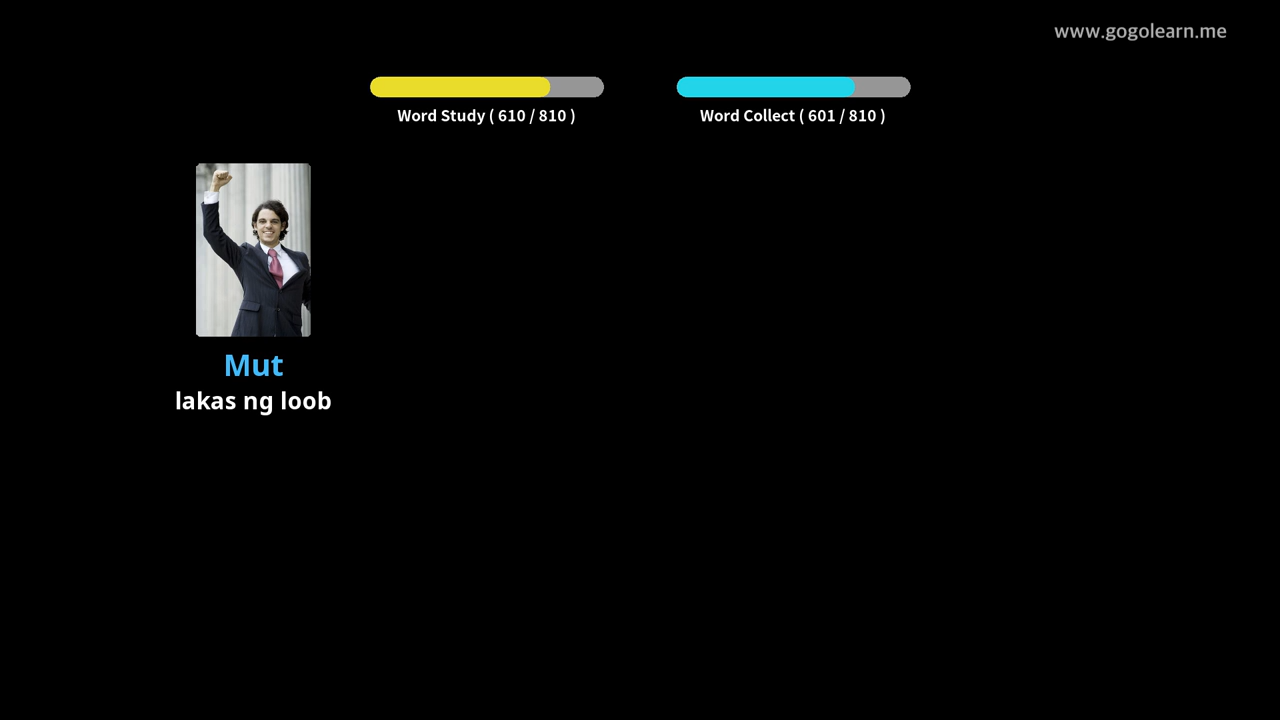 www.gogolearn.me
Word Study ( 610 / 810 )
Word Collect ( 601 / 810 )
Mut
lakas ng loob